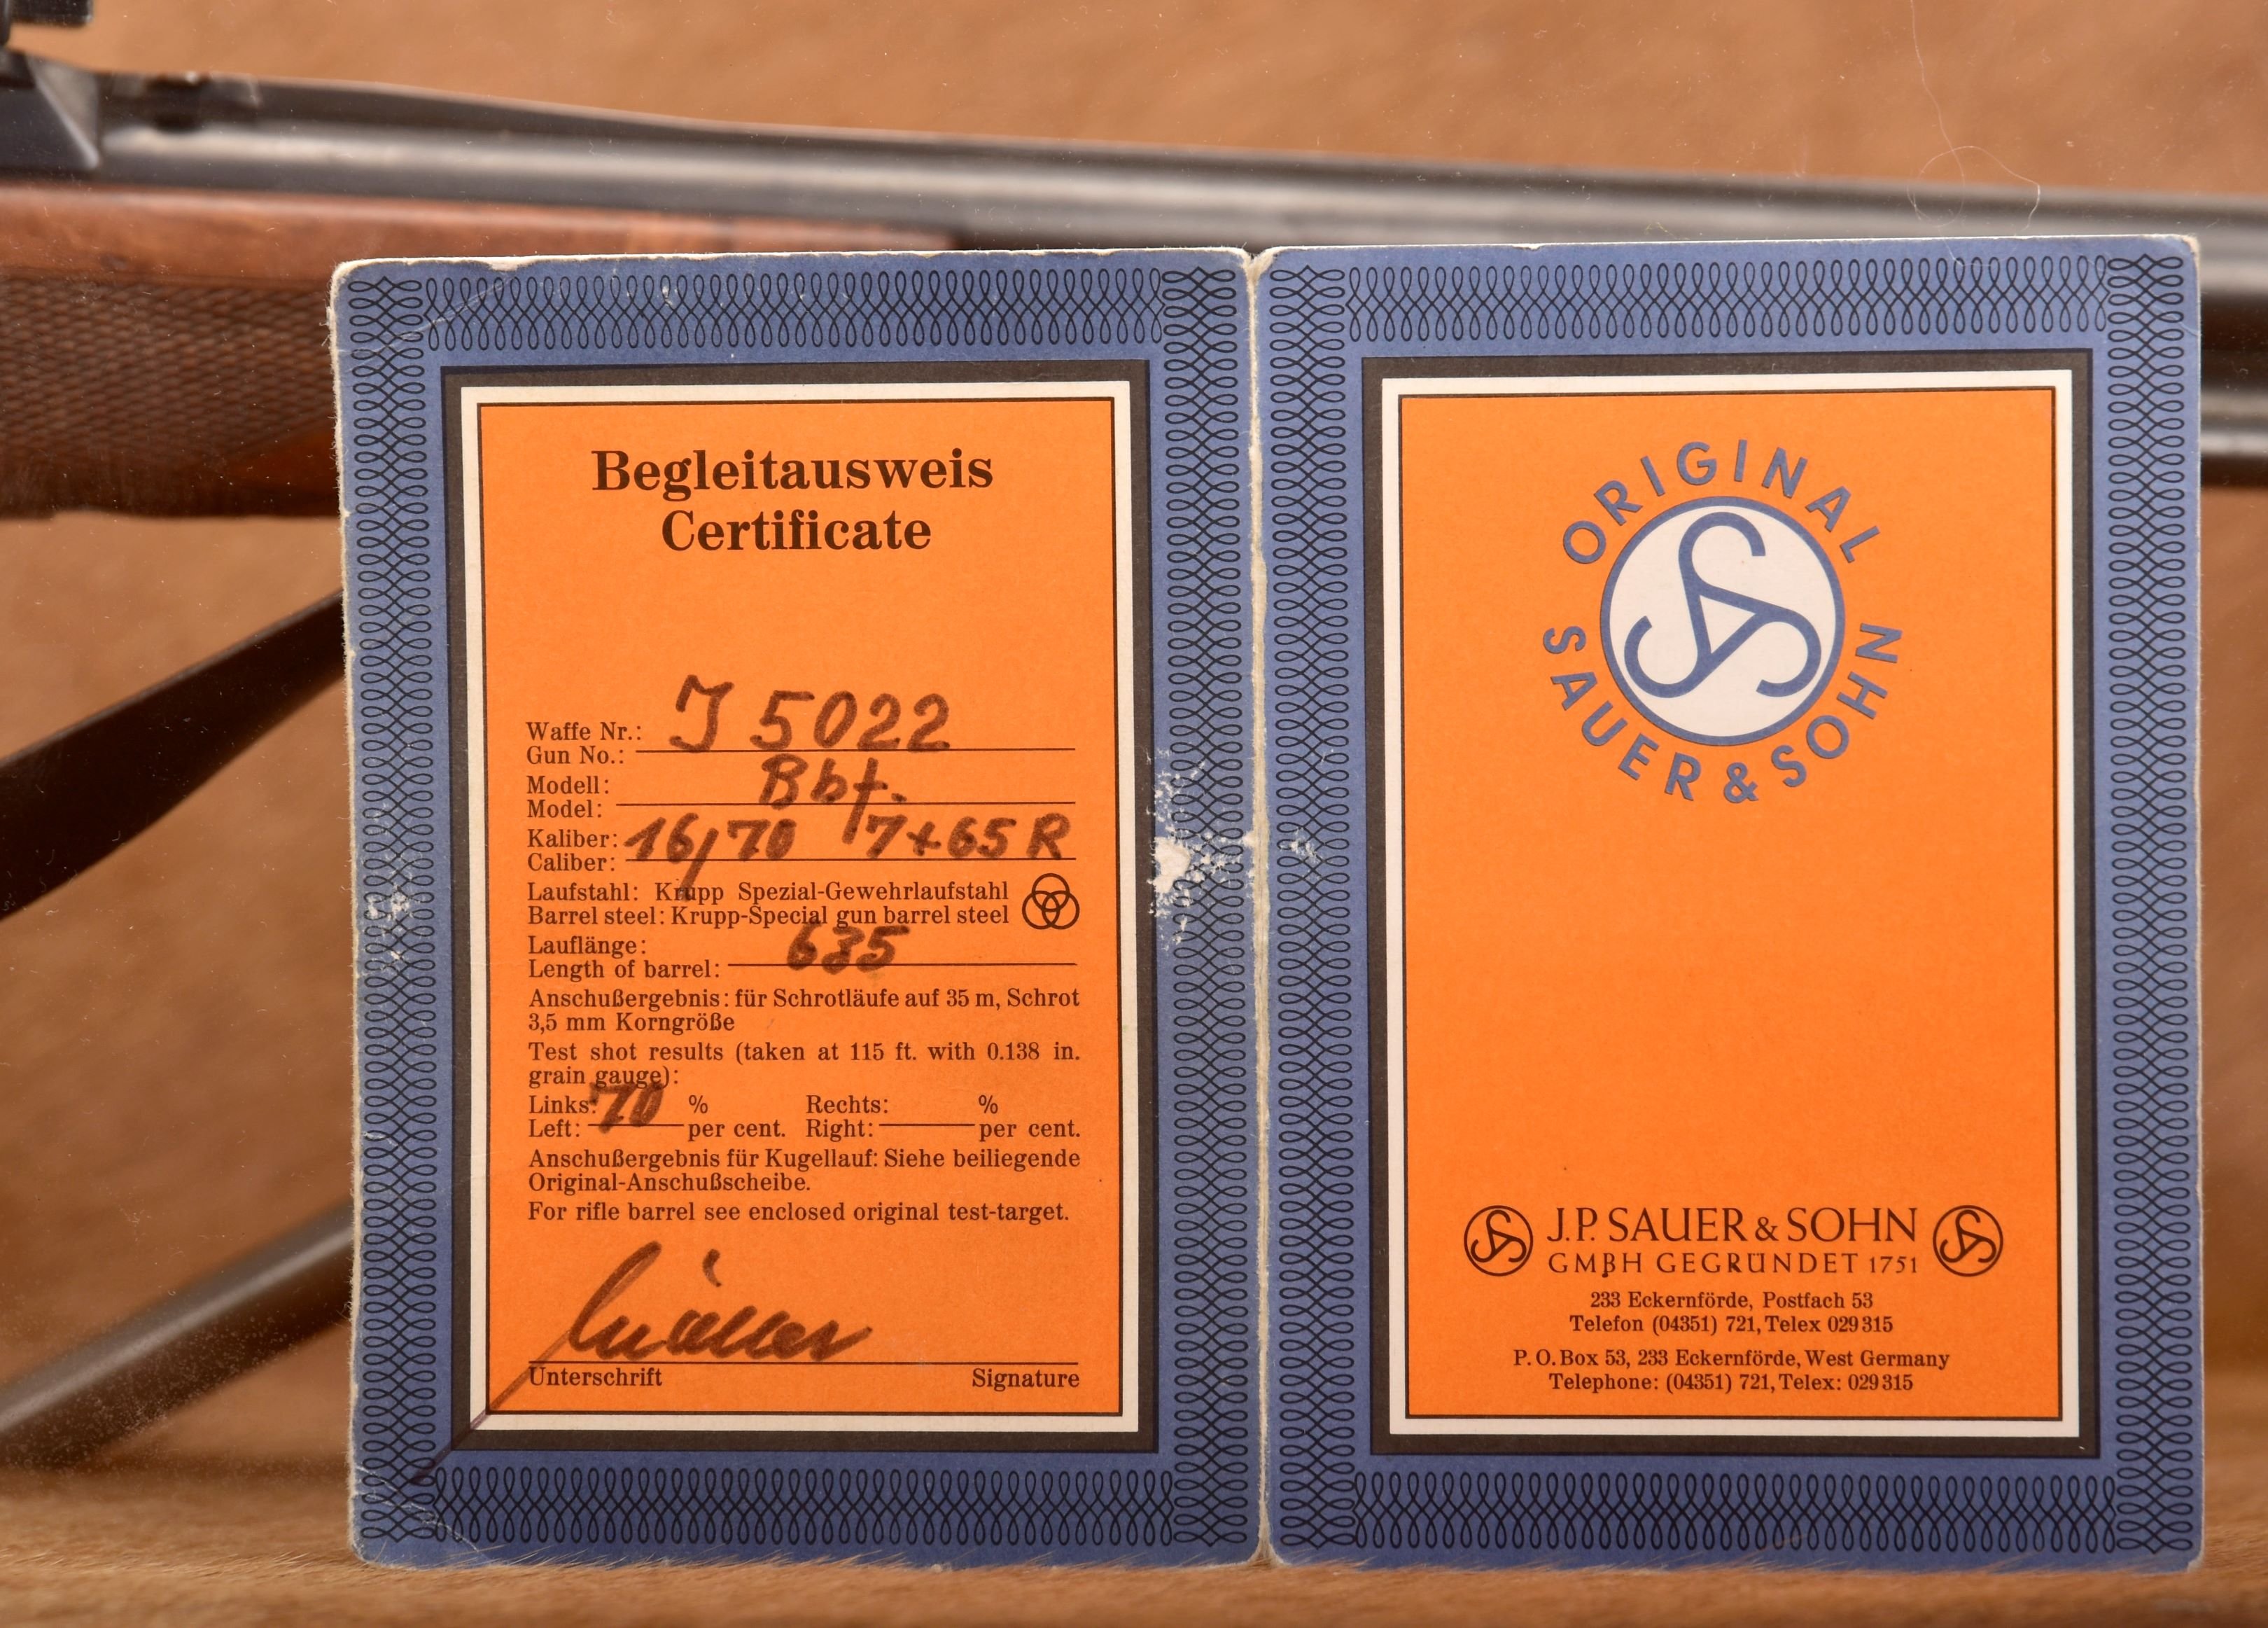 Begleitausweis
Certificate
Waffe Nr.: J 5022
Gun No.:
Modell: Bbf.
Model:
Kaliber: 16/70 7+65 R
Caliber:
Laufstahl: Krupp Spezial-Gewehrlaufstahl
Barrel steel: Krupp-Special gun barrel steel
Lauflänge: 635
Length of barrel:
Anschußergebnis: für Schrotläufe auf 35 m, Schrot
3,5 mm Korngröße
Test shot results (taken at 115 ft. with 0.138 in.
grain gauge):
Links: 70 % Rechts: %
Left: per cent. Right: per cent.
Anschußergebnis für Kugellauf: Siehe beiliegende
Original-Anschußscheibe.
For rifle barrel see enclosed original test-target.
Unterschrift Signature
ORIGINAL
SAUER & SOHN
J.P. SAUER & SOHN
GMBH GEGRÜNDET 1751
233 Eckernförde, Postfach 53
Telefon (04351) 721, Telex 029315
P. O. Box 53, 233 Eckernförde, West Germany
Telephone: (04351) 721, Telex: 029315